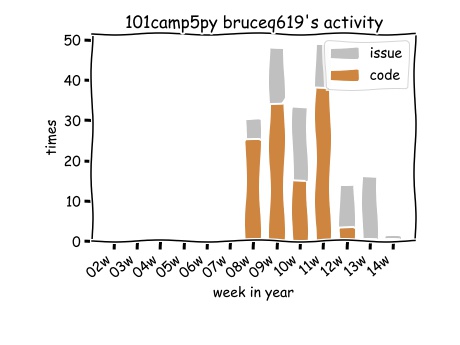 101camp5py bruceq619's activity
issue
code
times
50
40
30
20
10
0
02w 03w 04w 05w 06w 07w 08w 09w 10w 11w 12w 13w 14w
week in year